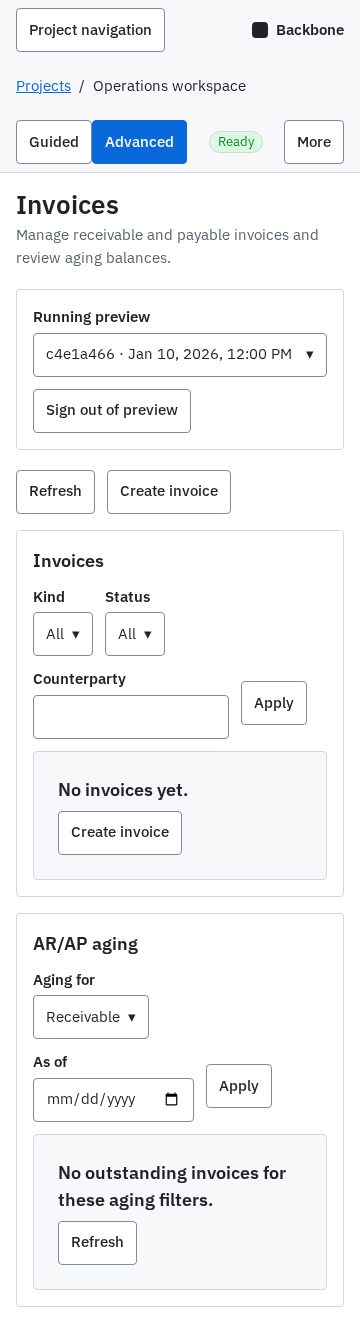 Project navigation
Backbone
Projects / Operations workspace
Guided
Advanced
Ready
More
Invoices
Manage receivable and payable invoices and
review aging balances.
Running preview
c4e1a466 · Jan 10, 2026, 12:00 PM
Sign out of preview
Refresh
Create invoice
Invoices
Kind
Status
All
All
Counterparty
Apply
No invoices yet.
Create invoice
AR/AP aging
Aging for
Receivable
As of
mm/dd/yyyy
Apply
No outstanding invoices for
these aging filters.
Refresh